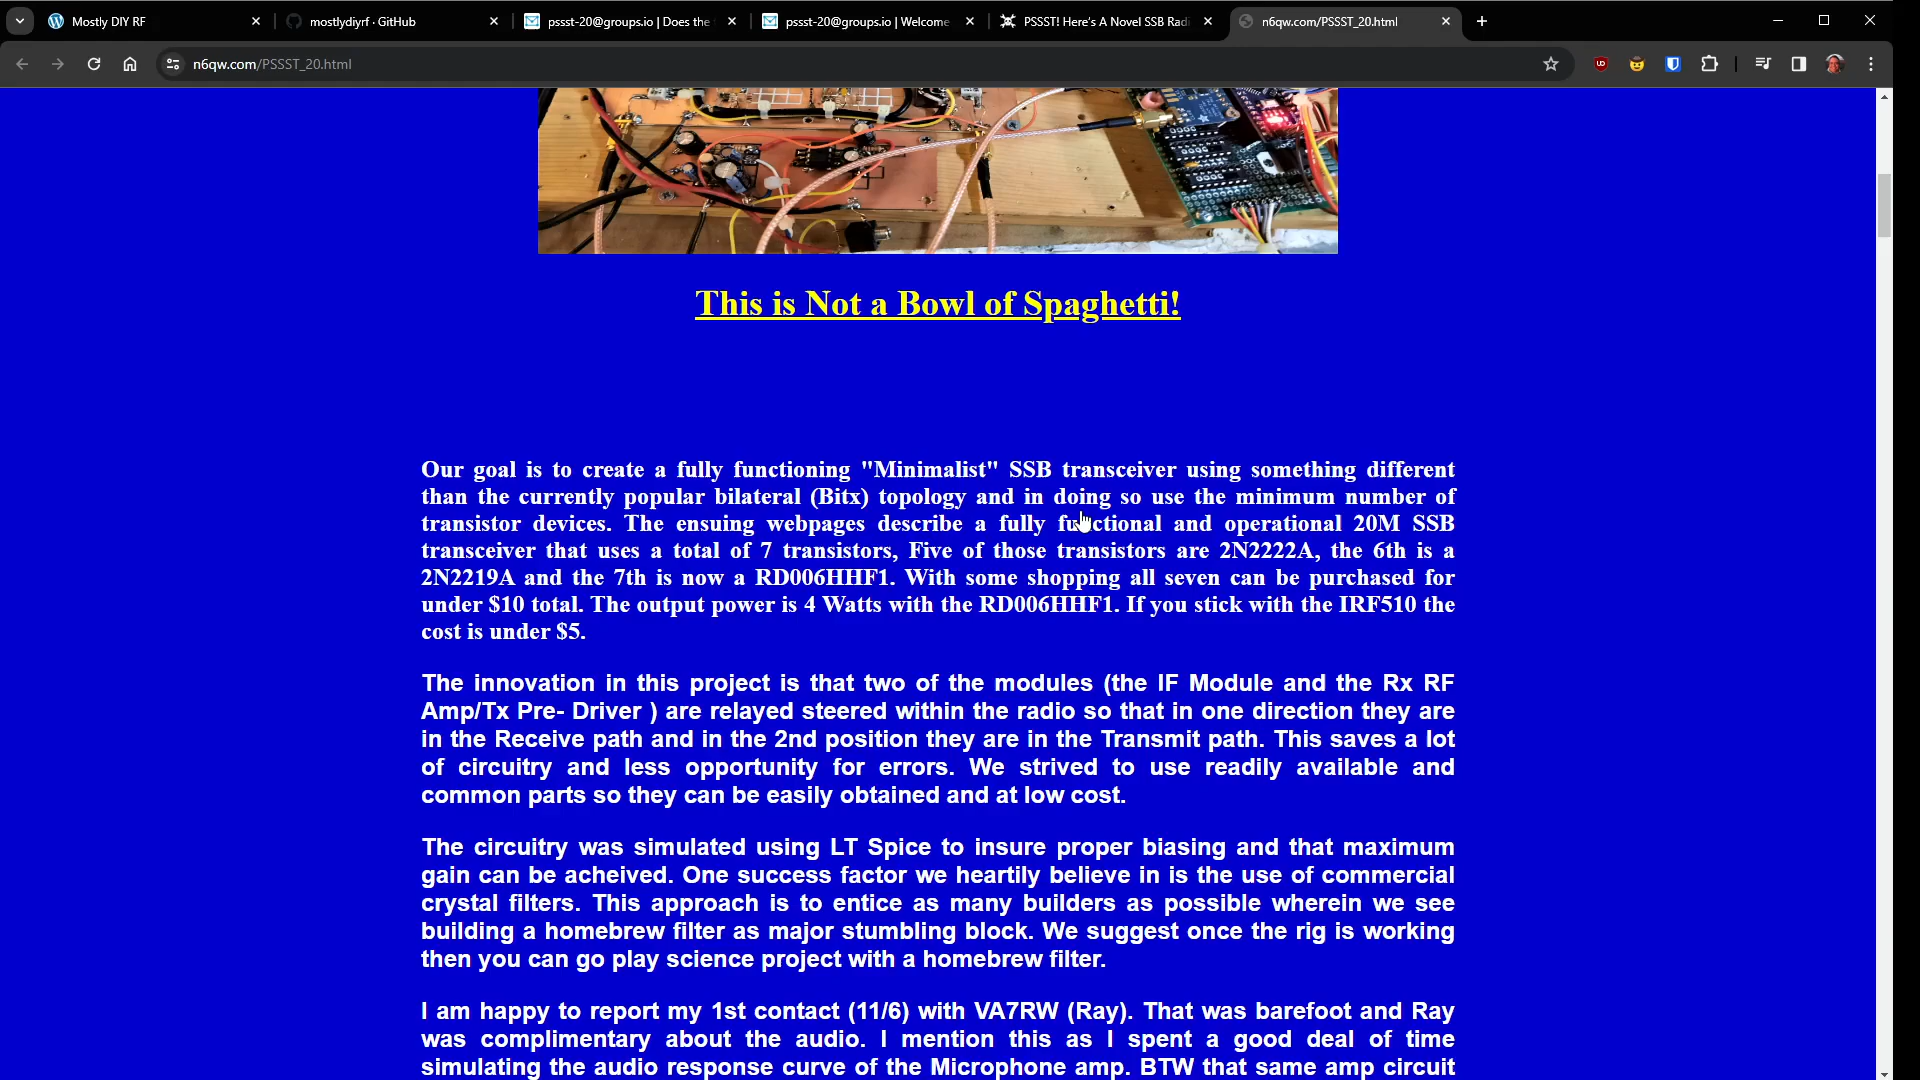 Mostly DIY RF
mostlydiyrf · GitHub
pssst-20@groups.io | Does the
pssst-20@groups.io | Welcome
PSSST! Here's A Novel SSB Radi
n6qw.com/PSSST_20.html
n6qw.com/PSSST_20.html
This is Not a Bowl of Spaghetti!
Our goal is to create a fully functioning "Minimalist" SSB transceiver using something different
than the currently popular bilateral (Bitx) topology and in doing so use the minimum number of
transistor devices. The ensuing webpages describe a fully functional and operational 20M SSB
transceiver that uses a total of 7 transistors, Five of those transistors are 2N2222A, the 6th is a
2N2219A and the 7th is now a RD006HHF1. With some shopping all seven can be purchased for
under $10 total. The output power is 4 Watts with the RD006HHF1. If you stick with the IRF510 the
cost is under $5.
The innovation in this project is that two of the modules (the IF Module and the Rx RF
Amp/Tx Pre- Driver ) are relayed steered within the radio so that in one direction they are
in the Receive path and in the 2nd position they are in the Transmit path. This saves a lot
of circuitry and less opportunity for errors. We strived to use readily available and
common parts so they can be easily obtained and at low cost.
The circuitry was simulated using LT Spice to insure proper biasing and that maximum
gain can be acheived. One success factor we heartily believe in is the use of commercial
crystal filters. This approach is to entice as many builders as possible wherein we see
building a homebrew filter as major stumbling block. We suggest once the rig is working
then you can go play science project with a homebrew filter.
I am happy to report my 1st contact (11/6) with VA7RW (Ray). That was barefoot and Ray
was complimentary about the audio. I mention this as I spent a good deal of time
simulating the audio response curve of the Microphone amp. BTW that same amp circuit